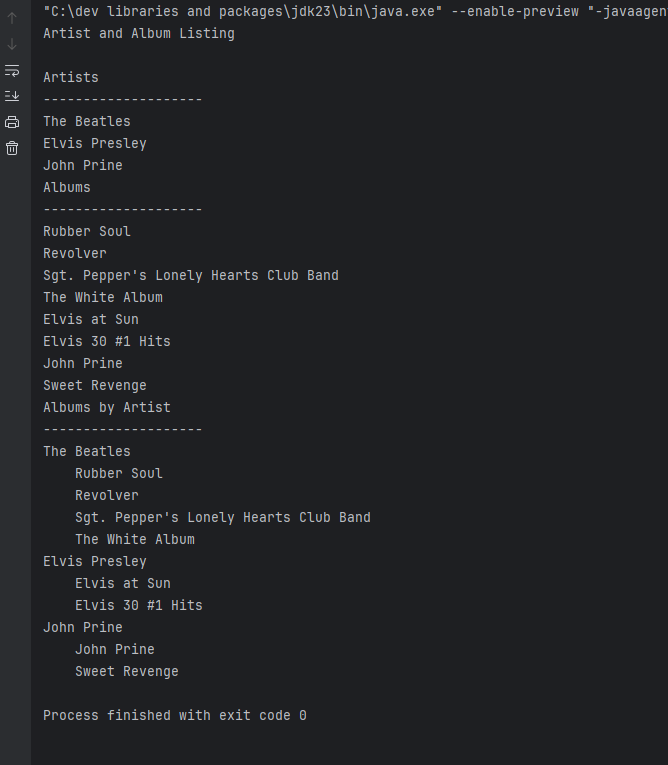 "C:\dev libraries and packages\jdk23\bin\java.exe" --enable-preview "-javaagen
Artist and Album Listing
Artists
--------------------
The Beatles
Elvis Presley
John Prine
Albums
--------------------
Rubber Soul
Revolver
Sgt. Pepper's Lonely Hearts Club Band
The White Album
Elvis at Sun
Elvis 30 #1 Hits
John Prine
Sweet Revenge
Albums by Artist
--------------------
The Beatles
    Rubber Soul
    Revolver
    Sgt. Pepper's Lonely Hearts Club Band
    The White Album
Elvis Presley
    Elvis at Sun
    Elvis 30 #1 Hits
John Prine
    John Prine
    Sweet Revenge
Process finished with exit code 0